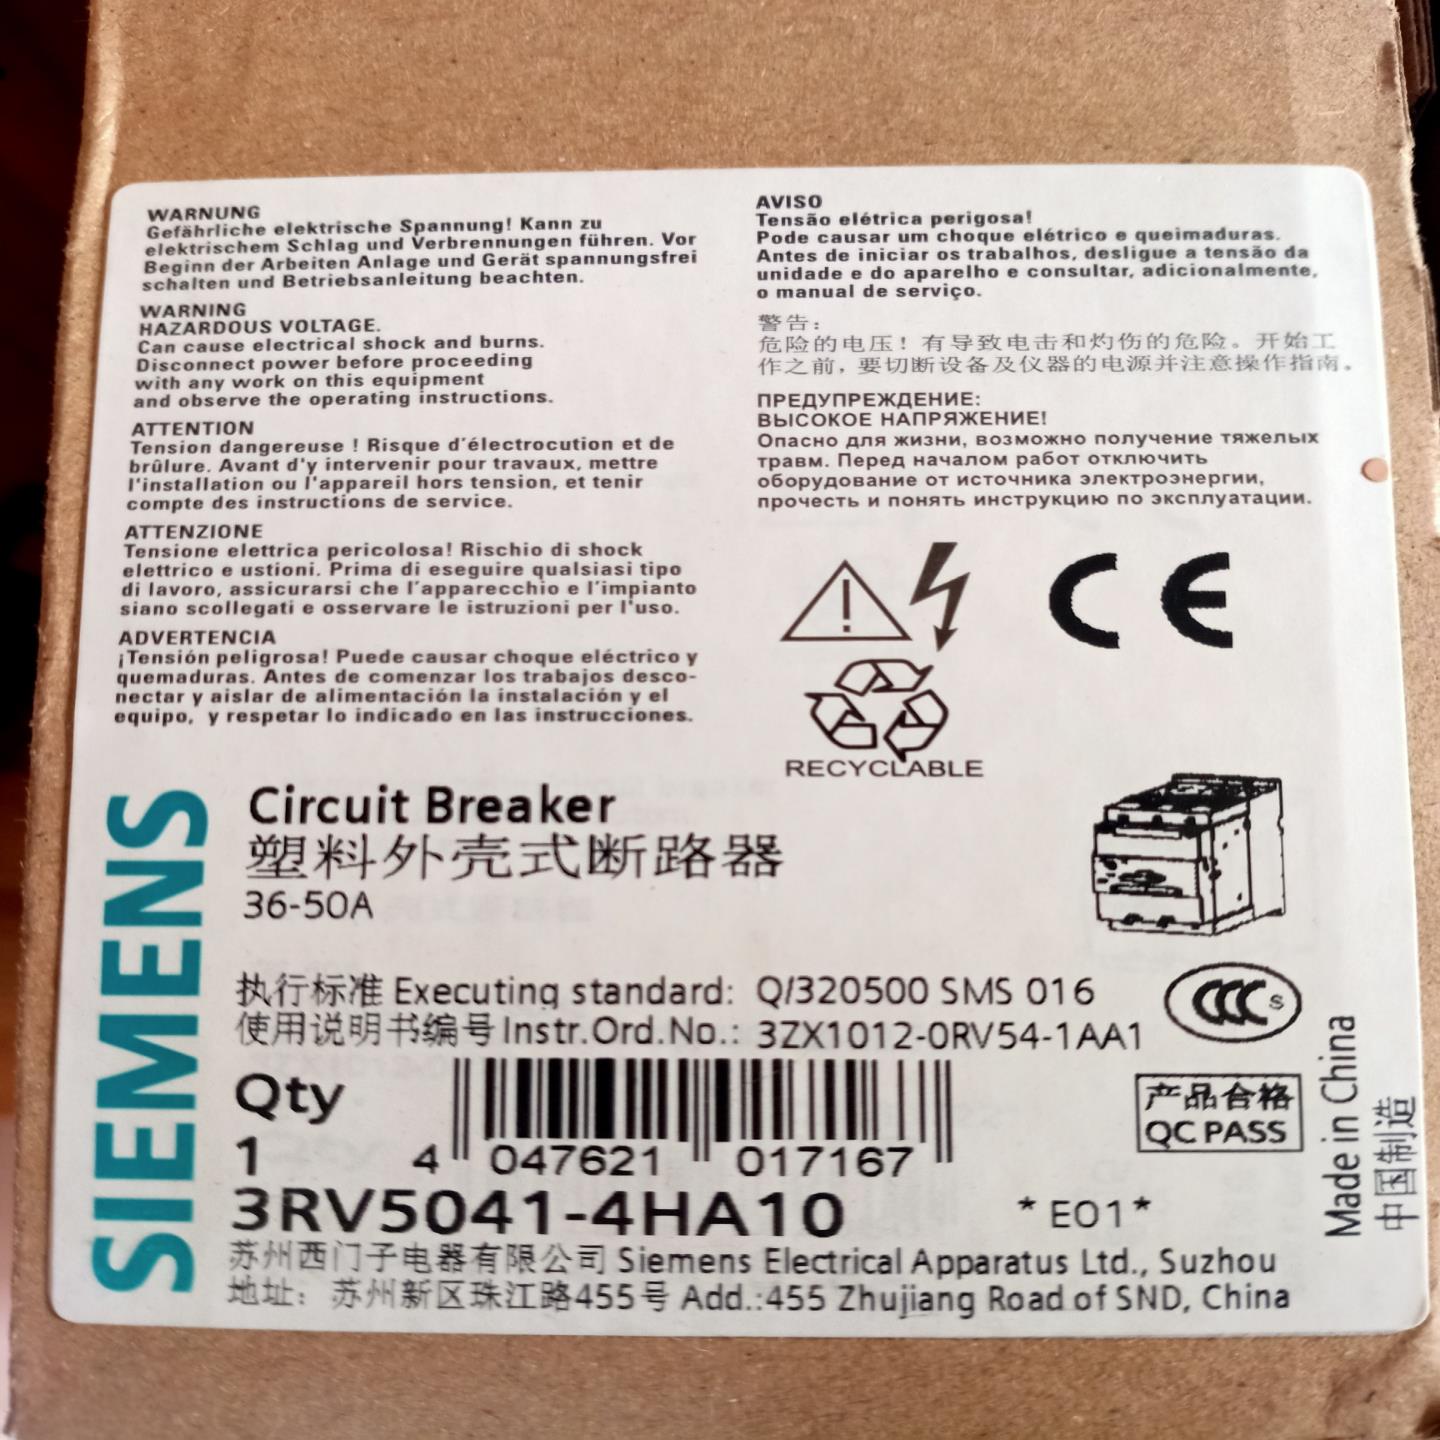 WARNUNG
Gefährliche elektrische Spannung! Kann zu
elektrischem Schlag und Verbrennungen führen. Vor
Beginn der Arbeiten Anlage und Gerät spannungsfrei
schalten und Betriebsanleitung beachten.
WARNING
HAZARDOUS VOLTAGE.
Can cause electrical shock and burns.
Disconnect power before proceeding
with any work on this equipment
and observe the operating instructions.
ATTENTION
Tension dangereuse ! Risque d'électrocution et de
brûlure. Avant d'y intervenir pour travaux, mettre
l'installation ou l'appareil hors tension, et tenir
compte des instructions de service.
ATTENZIONE
Tensione elettrica pericolosa! Rischio di shock
elettrico e ustioni. Prima di eseguire qualsiasi tipo
di lavoro, assicurarsi che l'apparecchio e l'impianto
siano scollegati e osservare le istruzioni per l'uso.
ADVERTENCIA
¡Tensión peligrosa! Puede causar choque eléctrico y
quemaduras. Antes de comenzar los trabajos desco-
nectar y aislar de alimentación la instalación y el
equipo, y respetar lo indicado en las instrucciones.
AVISO
Tensão elétrica perigosa!
Pode causar um choque elétrico e queimaduras.
Antes de iniciar os trabalhos, desligue a tensão da
unidade e do aparelho e consultar, adicionalmente,
o manual de serviço.
警告:
危险的电压! 有导致电击和灼伤的危险。开始工
作之前, 要切断设备及仪器的电源并注意操作指南。
ПРЕДУПРЕЖДЕНИЕ:
ВЫСОКОЕ НАПРЯЖЕНИЕ!
Опасно для жизни, возможно получение тяжелых
травм. Перед началом работ отключить
оборудование от источника электроэнергии,
прочесть и понять инструкцию по эксплуатации.
CE
RECYCLABLE
SIEMENS
Circuit Breaker
塑料外壳式断路器
36-50A
执行标准 Executing standard: Q/320500 SMS 016
使用说明书编号 Instr.Ord.No.: 3ZX1012-0RV54-1AA1
CCC S
Qty
1
4 047621 017167
产品合格
QC PASS
Made in China
中国制造
3RV5041-4HA10 *E01*
苏州西门子电器有限公司 Siemens Electrical Apparatus Ltd., Suzhou
地址: 苏州新区珠江路455号 Add.:455 Zhujiang Road of SND, China